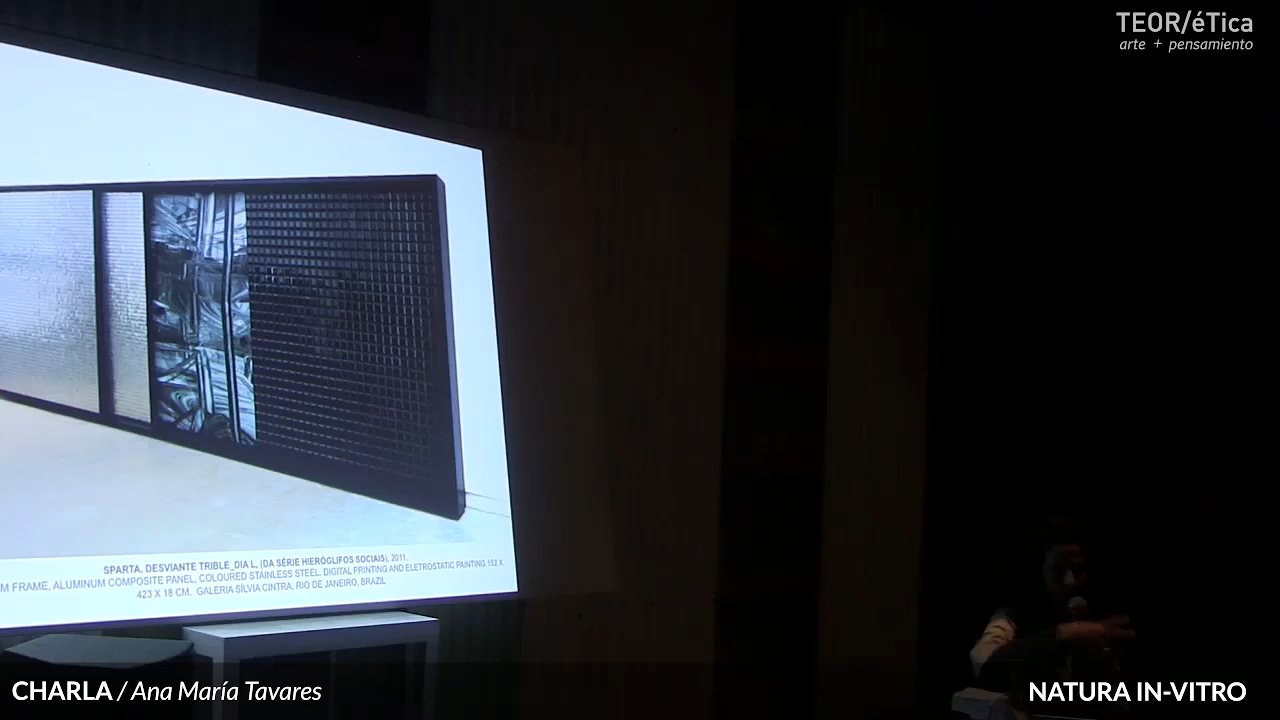 TEOR/éTica
arte + pensamiento
SPARTA. DESVIANTE TRIBLE_DIA L, (DA SÉRIE HIERÓGLIFOS SOCIAIS), 2011,
M FRAME, ALUMINUM COMPOSITE PANEL, COLOURED STAINLESS STEEL, DIGITAL PRINTING AND ELETROSTATIC PAINTING, 152 X
423 X 18 CM. GALERIA SÍLVIA CINTRA, RIO DE JANEIRO, BRAZIL
CHARLA / Ana María Tavares
NATURA IN-VITRO